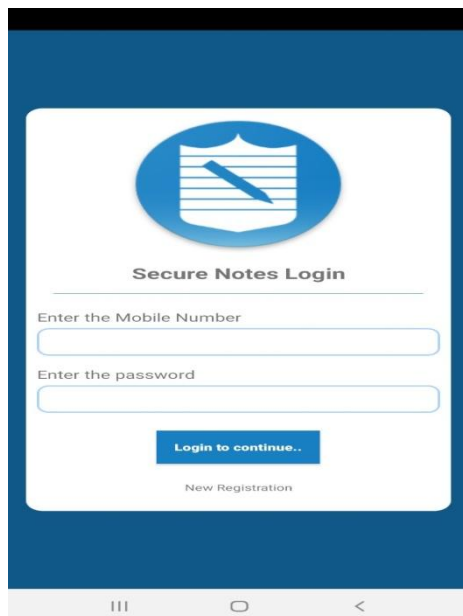 Secure Notes Login
Enter the Mobile Number
Enter the password
Login to continue..
New Registration